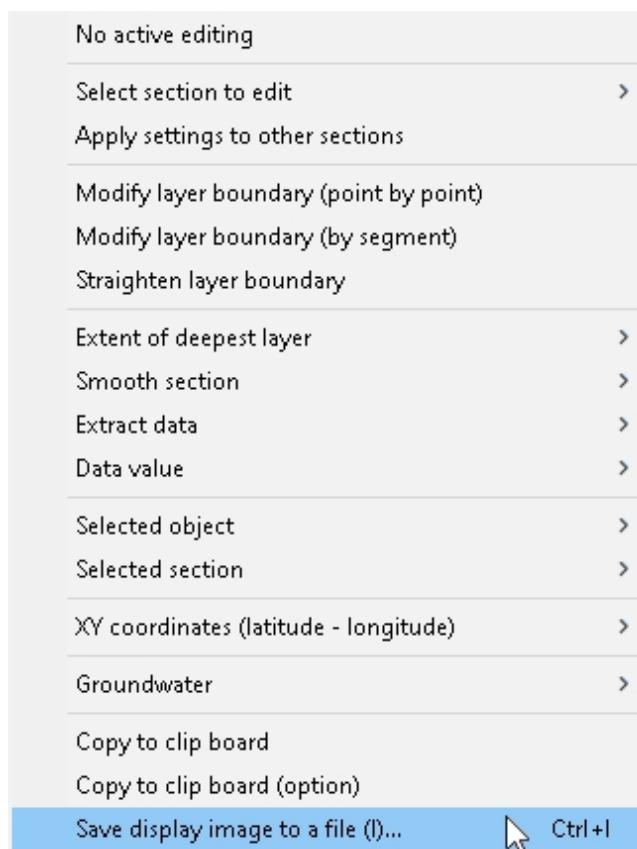 No active editing
Select section to edit
Apply settings to other sections
Modify layer boundary (point by point)
Modify layer boundary (by segment)
Straighten layer boundary
Extent of deepest layer
Smooth section
Extract data
Data value
Selected object
Selected section
XY coordinates (latitude - longitude)
Groundwater
Copy to clip board
Copy to clip board (option)
Save display image to a file (I)... Ctrl+I